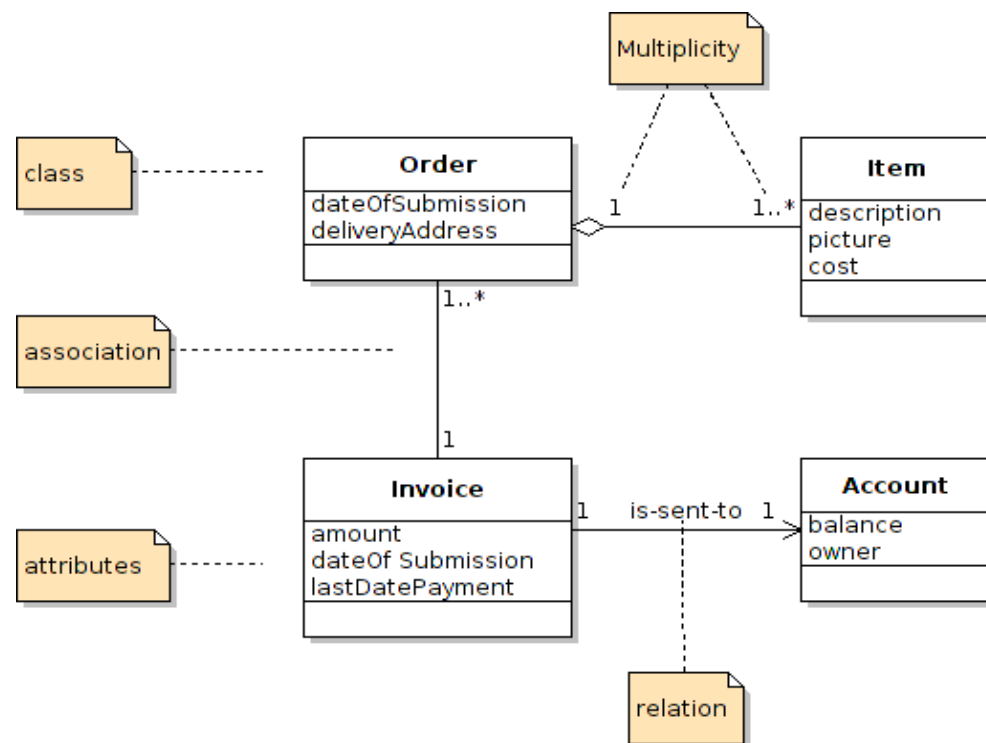 Multiplicity
class
Order
dateOfSubmission
deliveryAddress
1
1..*
Item
description
picture
cost
1..*
association
1
Invoice
amount
dateOf Submission
lastDatePayment
attributes
1
is-sent-to
1
Account
balance
owner
relation